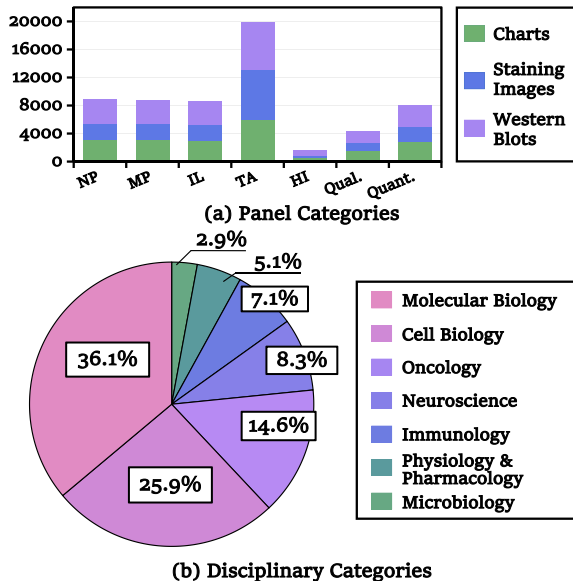 20000
16000
12000
8000
4000
0
NP
MP
IL
TA
HI
Qual.
Quant.
Charts
Staining
Images
Western
Blots
(a) Panel Categories
2.9%
5.1%
7.1%
8.3%
14.6%
25.9%
36.1%
Molecular Biology
Cell Biology
Oncology
Neuroscience
Immunology
Physiology &
Pharmacology
Microbiology
(b) Disciplinary Categories